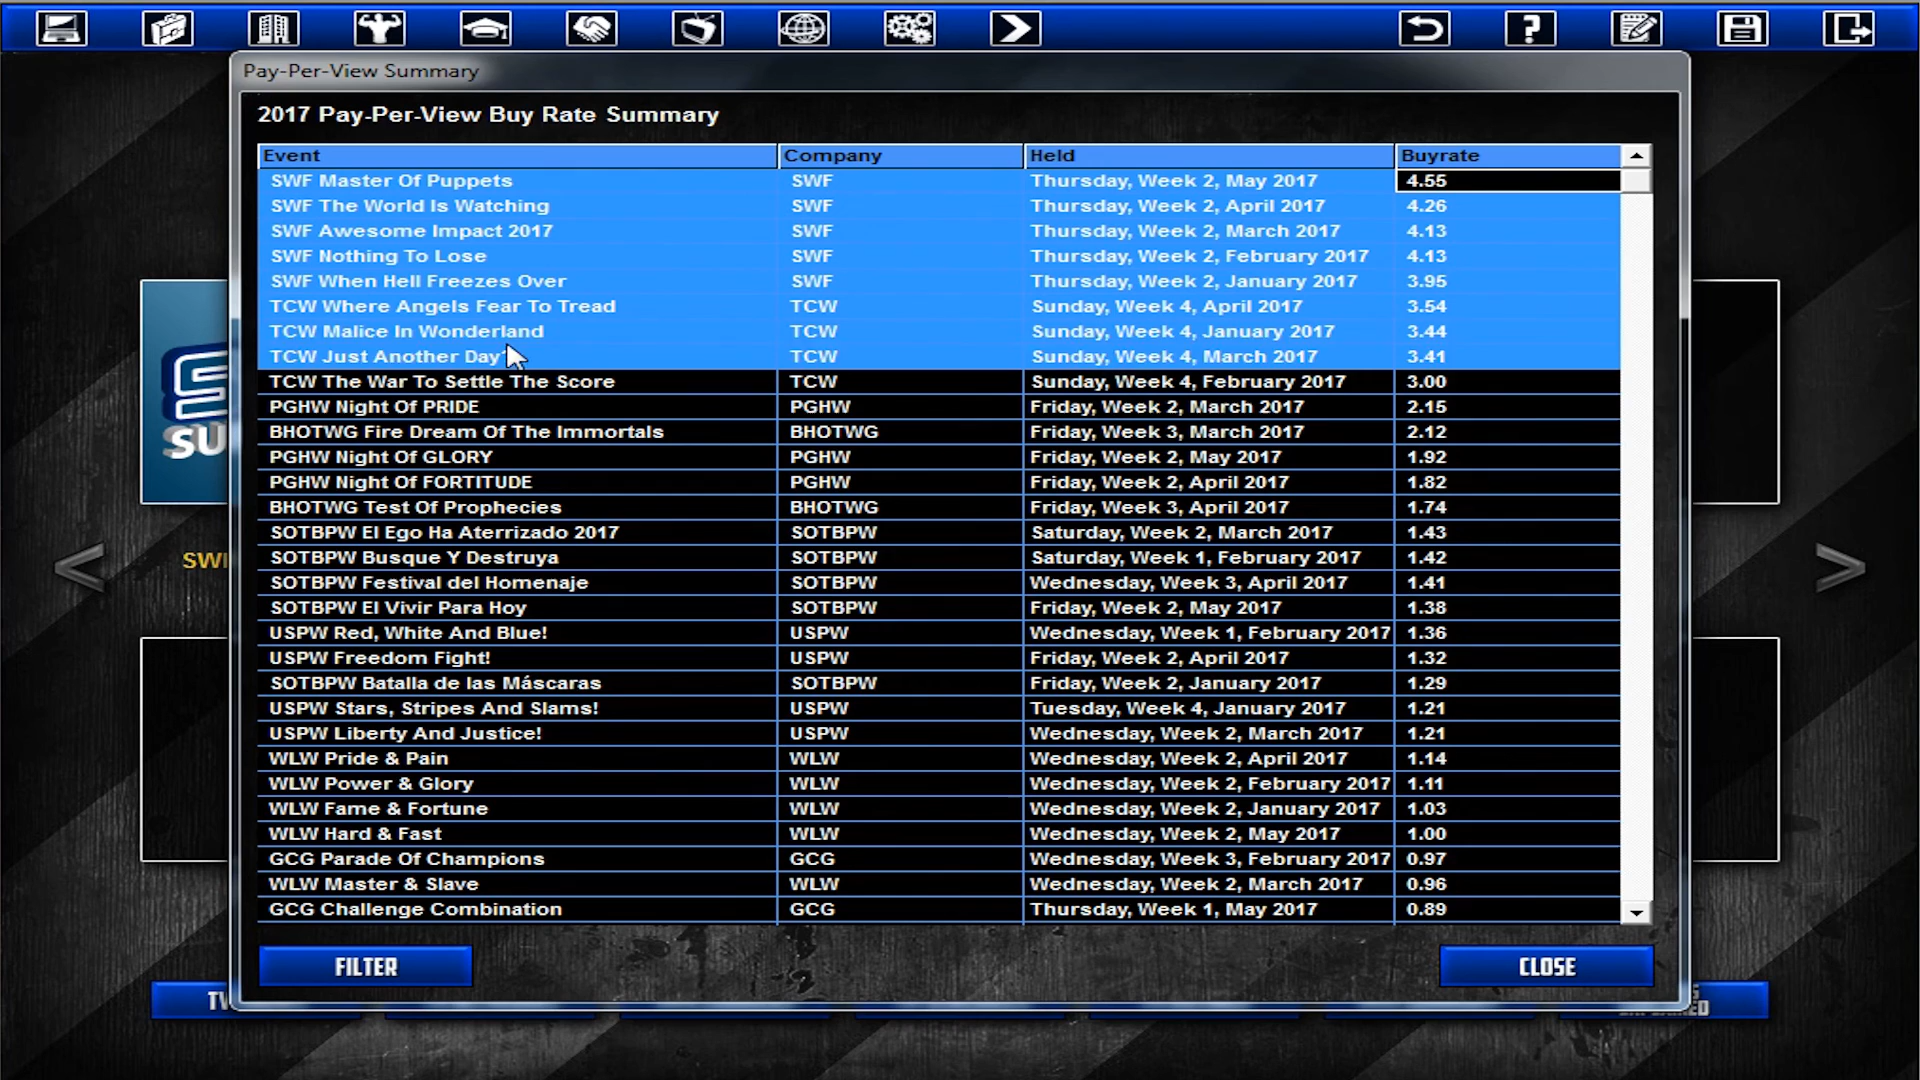 Pay-Per-View Summary
2017 Pay-Per-View Buy Rate Summary
Event Company Held Buyrate
SWF Master Of Puppets SWF Thursday, Week 2, May 2017 4.55
SWF The World Is Watching SWF Thursday, Week 2, April 2017 4.26
SWF Awesome Impact 2017 SWF Thursday, Week 2, March 2017 4.13
SWF Nothing To Lose SWF Thursday, Week 2, February 2017 4.13
SWF When Hell Freezes Over SWF Thursday, Week 2, January 2017 3.95
TCW Where Angels Fear To Tread TCW Sunday, Week 4, April 2017 3.54
TCW Malice In Wonderland TCW Sunday, Week 4, January 2017 3.44
TCW Just Another Day TCW Sunday, Week 4, March 2017 3.41
TCW The War To Settle The Score TCW Sunday, Week 4, February 2017 3.00
PGHW Night Of PRIDE PGHW Friday, Week 2, March 2017 2.15
BHOTWG Fire Dream Of The Immortals BHOTWG Friday, Week 3, March 2017 2.12
PGHW Night Of GLORY PGHW Friday, Week 2, May 2017 1.92
PGHW Night Of FORTITUDE PGHW Friday, Week 2, April 2017 1.82
BHOTWG Test Of Prophecies BHOTWG Friday, Week 3, April 2017 1.74
SOTBPW El Ego Ha Aterrizado 2017 SOTBPW Saturday, Week 2, March 2017 1.43
SOTBPW Busque Y Destruya SOTBPW Saturday, Week 1, February 2017 1.42
SOTBPW Festival del Homenaje SOTBPW Wednesday, Week 3, April 2017 1.41
SOTBPW El Vivir Para Hoy SOTBPW Friday, Week 2, May 2017 1.38
USPW Red, White And Blue! USPW Wednesday, Week 1, February 2017 1.36
USPW Freedom Fight! USPW Friday, Week 2, April 2017 1.32
SOTBPW Batalla de las Máscaras SOTBPW Friday, Week 2, January 2017 1.29
USPW Stars, Stripes And Slams! USPW Tuesday, Week 4, January 2017 1.21
USPW Liberty And Justice! USPW Wednesday, Week 2, March 2017 1.21
WLW Pride & Pain WLW Wednesday, Week 2, April 2017 1.14
WLW Power & Glory WLW Wednesday, Week 2, February 2017 1.11
WLW Fame & Fortune WLW Wednesday, Week 2, January 2017 1.03
WLW Hard & Fast WLW Wednesday, Week 2, May 2017 1.00
GCG Parade Of Champions GCG Wednesday, Week 3, February 2017 0.97
WLW Master & Slave WLW Wednesday, Week 2, March 2017 0.96
GCG Challenge Combination GCG Thursday, Week 1, May 2017 0.89
FILTER CLOSE